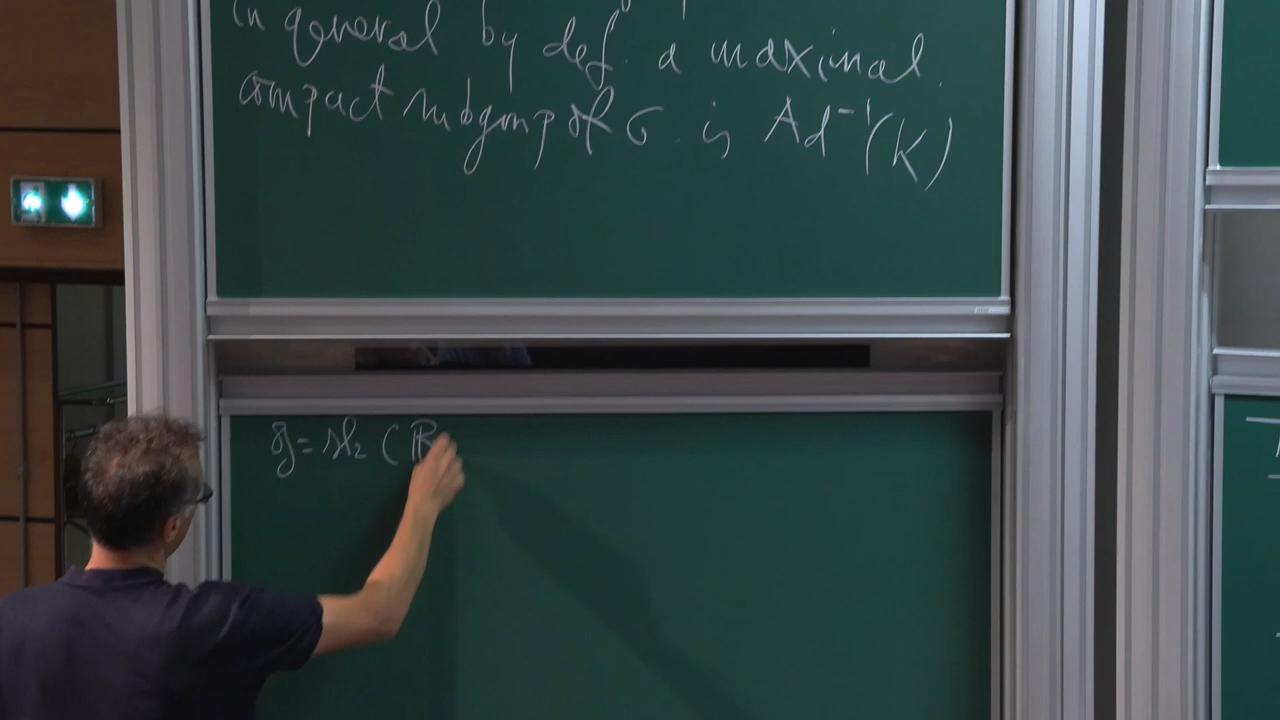 in general by def. a maximal
compact subgroup of G is Ad⁻¹(K)
𝔤 = sl₂ (ℝ